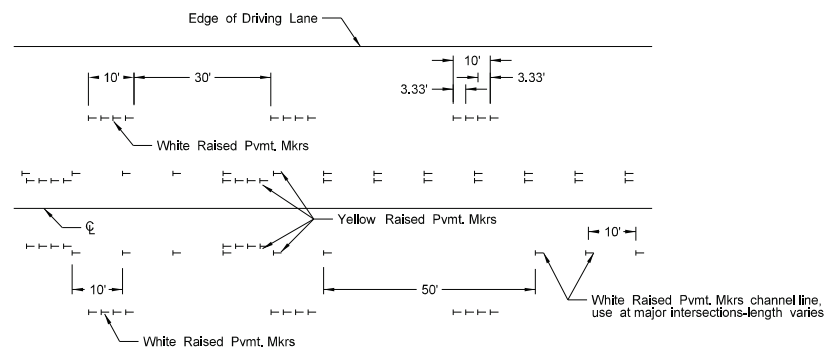 Edge of Driving Lane
10'
10'
30'
3.33'
3.33'
White Raised Pvmt. Mkrs
℄
Yellow Raised Pvmt. Mkrs
10'
10'
50'
White Raised Pvmt. Mkrs channel line,
use at major intersections-length varies
White Raised Pvmt. Mkrs